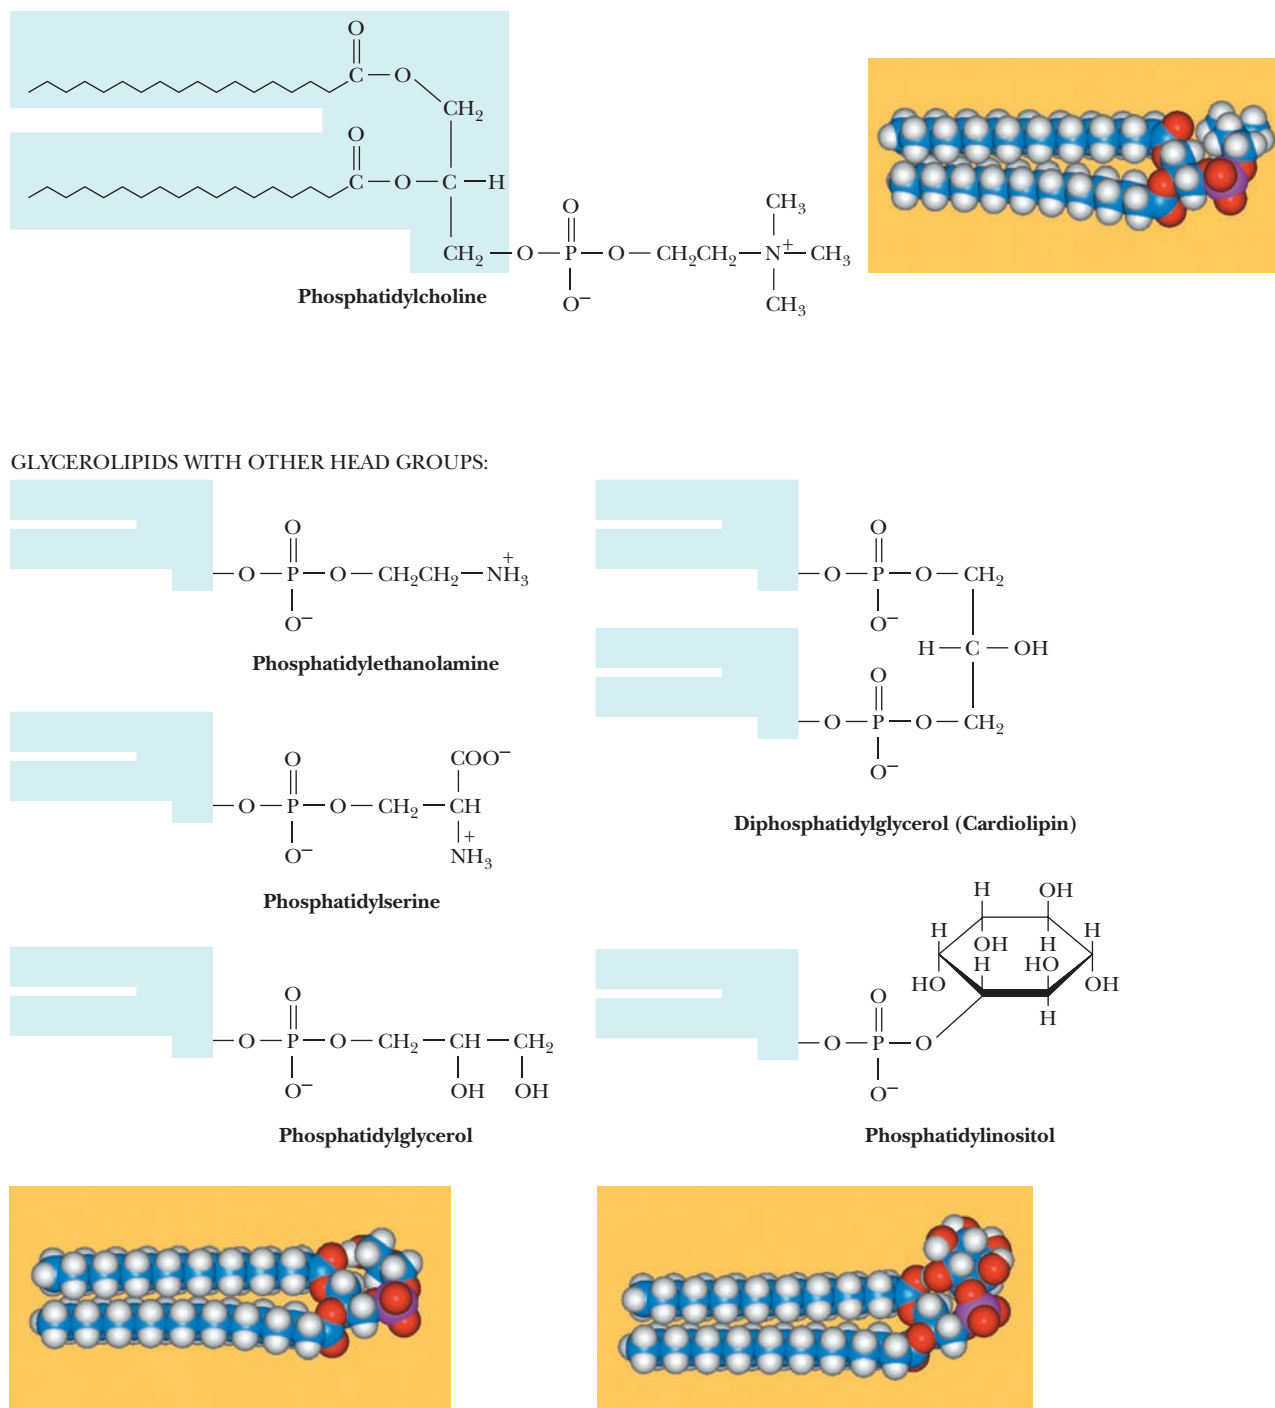 O
C — O
CH₂
O
C — O — C — H
CH₂ — O — P — O — CH₂CH₂ — N⁺ — CH₃
O
O⁻
CH₃
CH₃
Phosphatidylcholine
GLYCEROLIPIDS WITH OTHER HEAD GROUPS:
O
— O — P — O — CH₂CH₂ — NH₃
+
O⁻
Phosphatidylethanolamine
O
— O — P — O — CH₂ — CH
COO⁻
O⁻
+
NH₃
Phosphatidylserine
O
— O — P — O — CH₂ — CH — CH₂
O⁻
OH OH
Phosphatidylglycerol
O
— O — P — O — CH₂
O⁻
H — C — OH
O
— O — P — O — CH₂
O⁻
Diphosphatidylglycerol (Cardiolipin)
H OH
H H
OH H
H HO
HO OH
H
O
— O — P — O
O⁻
Phosphatidylinositol